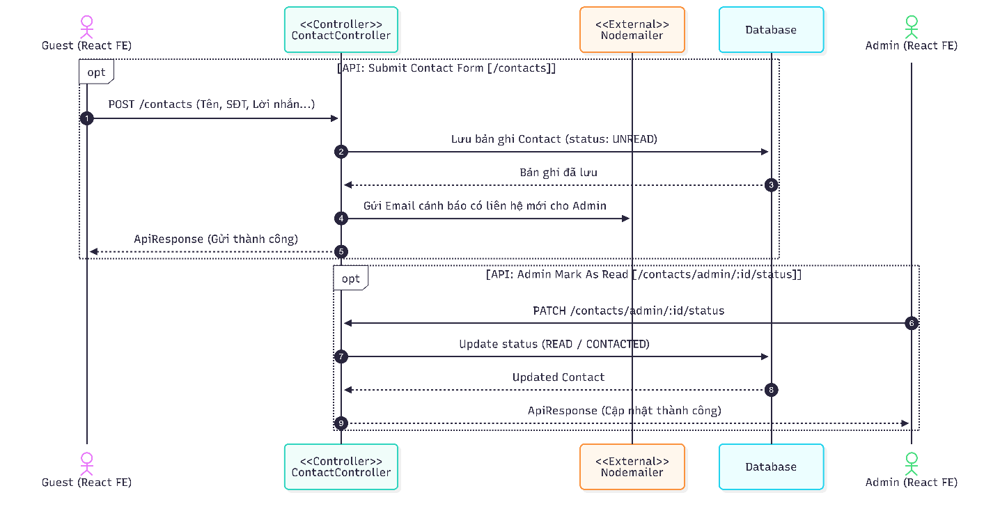 <<Controller>>
ContactController
<<External>>
Nodemailer
Database
Guest (React FE)
Admin (React FE)
opt
[API: Submit Contact Form [/contacts]]
POST /contacts (Tên, SĐT, Lời nhắn...)
1
Lưu bản ghi Contact (status: UNREAD)
2
Bản ghi đã lưu
3
Gửi Email cảnh báo có liên hệ mới cho Admin
4
ApiResponse (Gửi thành công)
5
opt
[API: Admin Mark As Read [/contacts/admin/:id/status]]
PATCH /contacts/admin/:id/status
6
Update status (READ / CONTACTED)
7
Updated Contact
8
ApiResponse (Cập nhật thành công)
9
<<Controller>>
ContactController
<<External>>
Nodemailer
Database
Guest (React FE)
Admin (React FE)